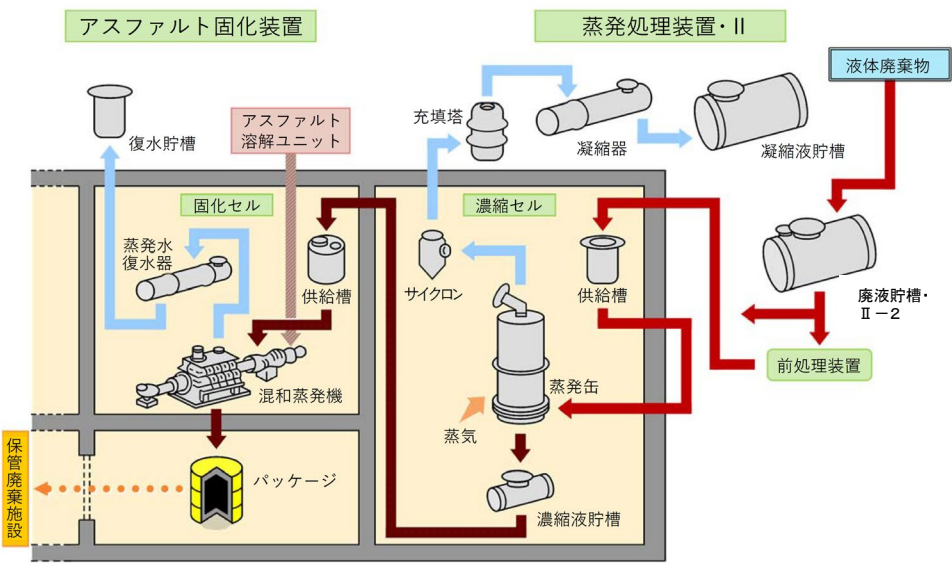 アスファルト固化装置
蒸発処理装置・Ⅱ
液体廃棄物
復水貯槽
アスファルト
溶解ユニット
充填塔
凝縮器
凝縮液貯槽
固化セル
濃縮セル
蒸発水
復水器
供給槽
サイクロン
供給槽
廃液貯槽・
Ⅱ－2
前処理装置
混和蒸発機
蒸発缶
蒸気
保管廃棄施設
パッケージ
濃縮液貯槽